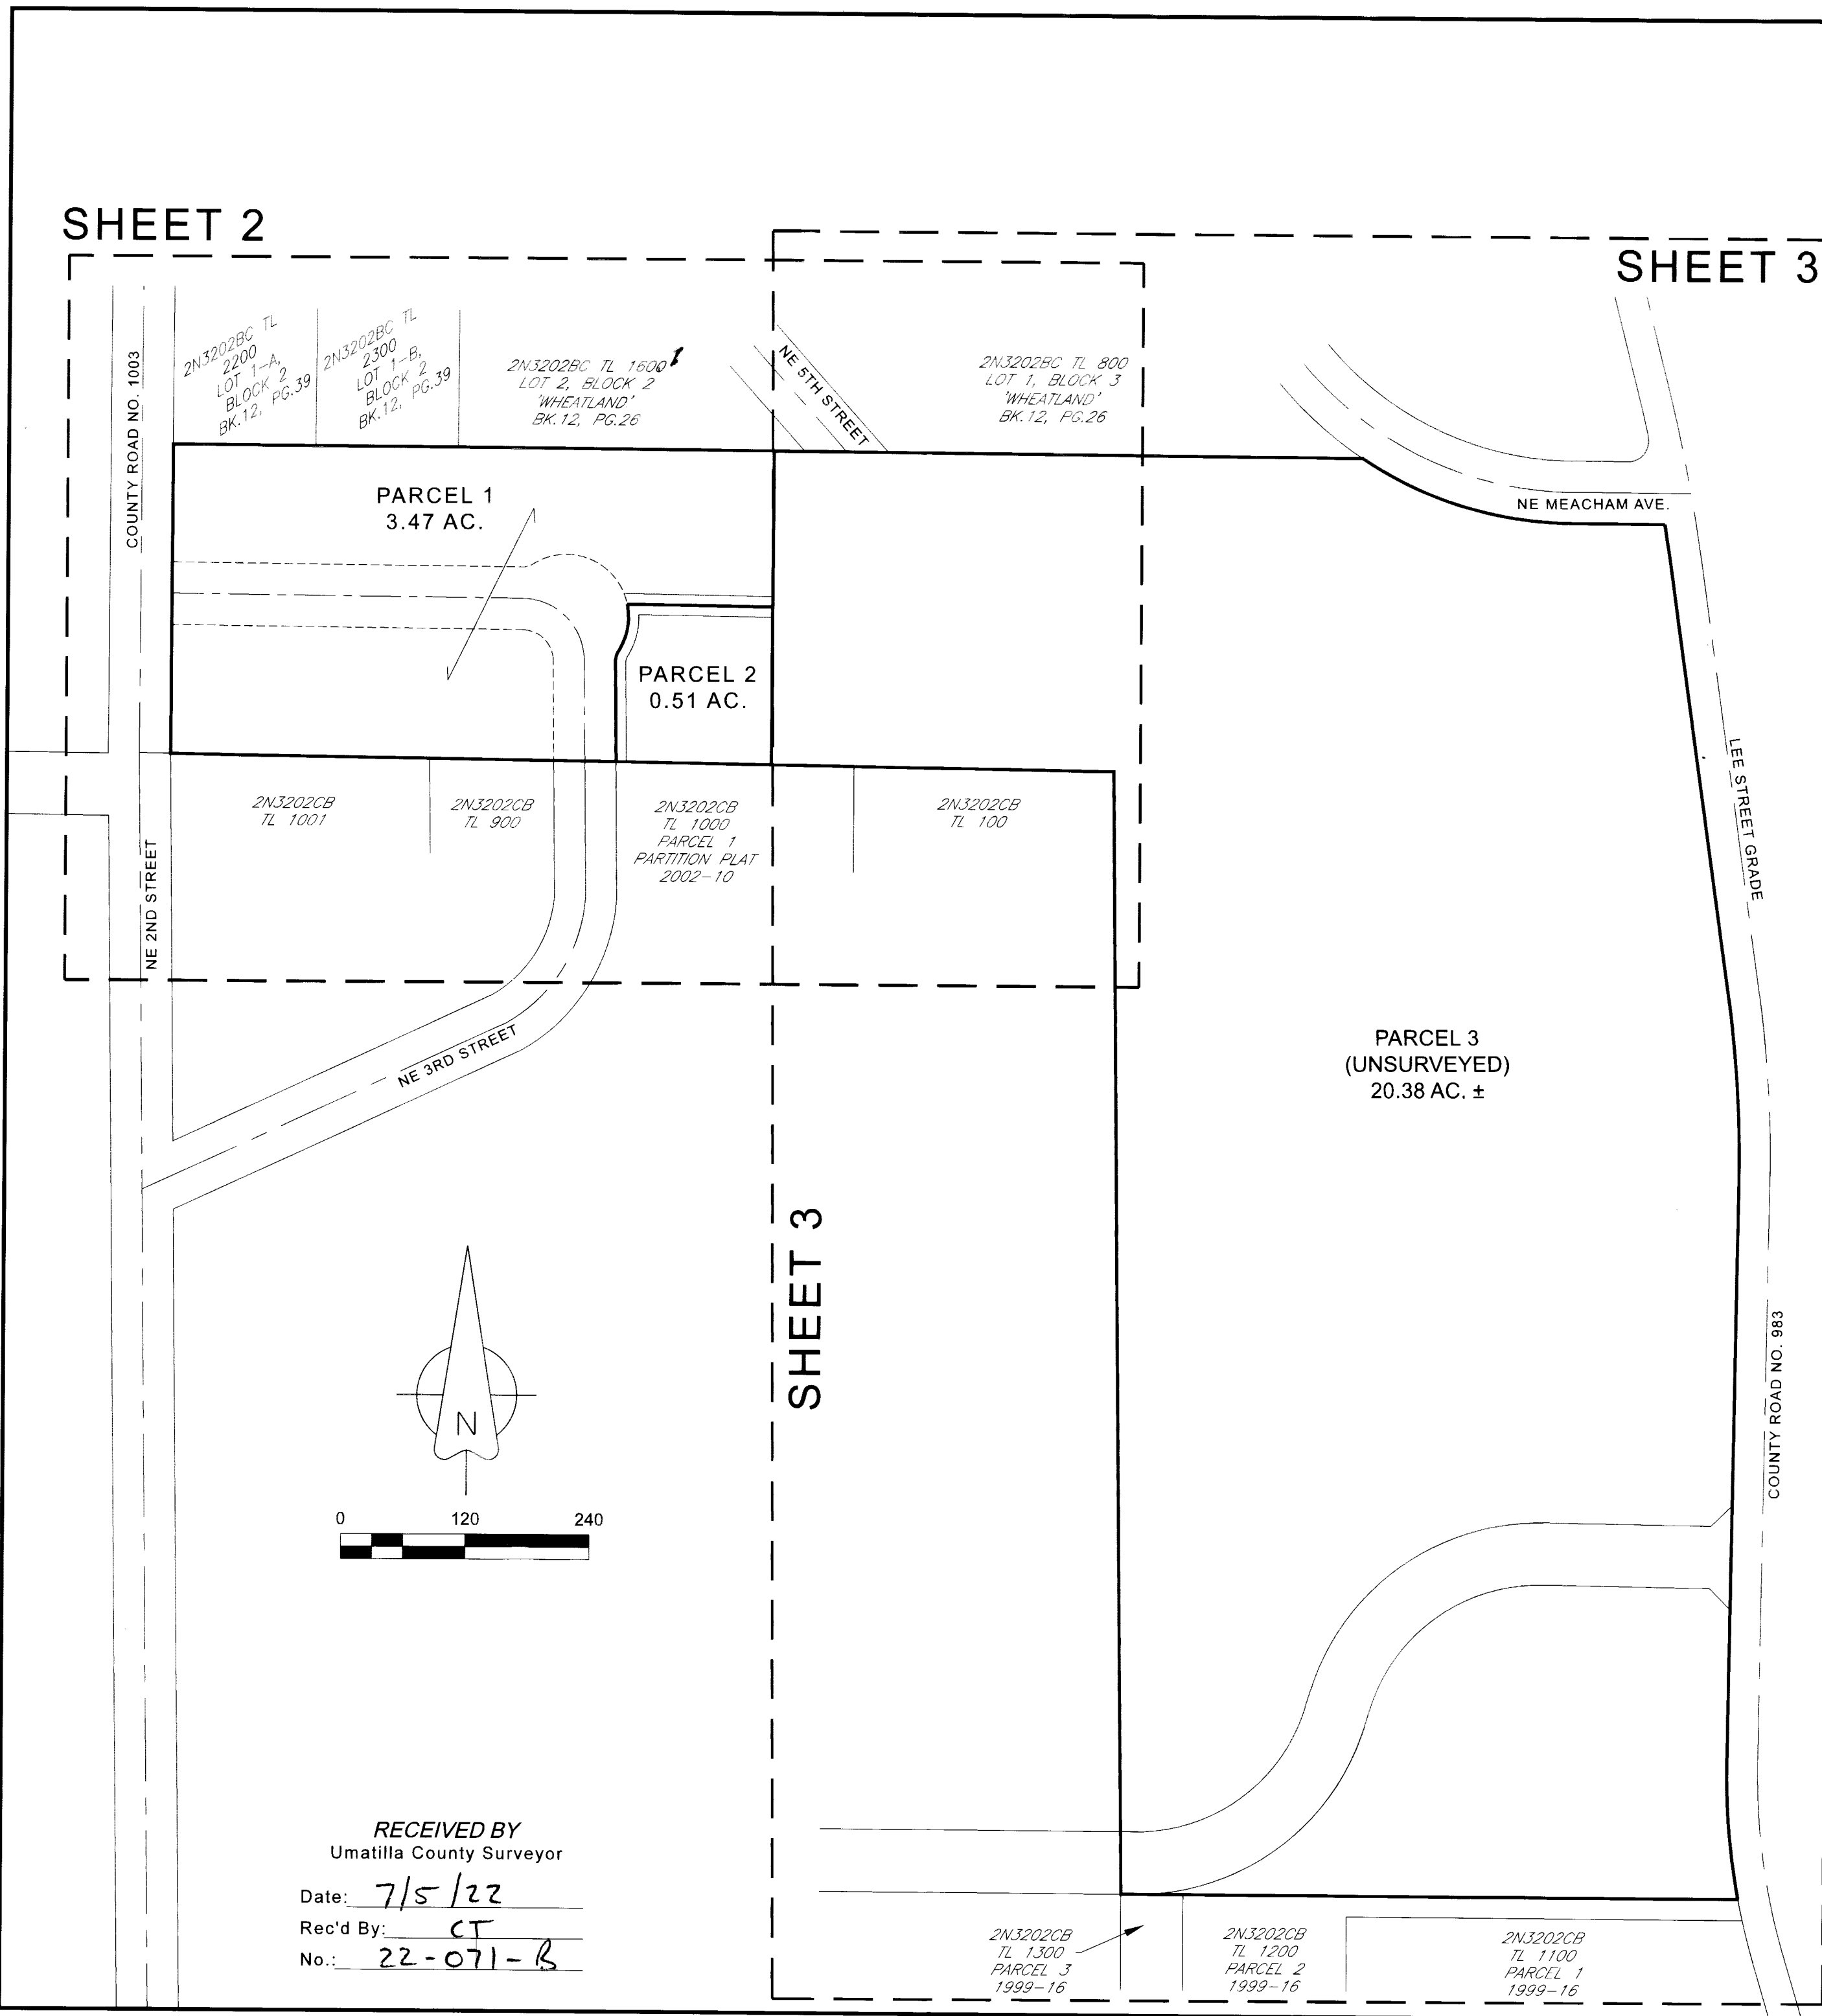 SHEET 2
SHEET 3
COUNTY ROAD NO. 1003
2N3202BC TL
2200
LOT 1-A,
BLOCK 2
BK.12, PG.39
2N3202BC TL
2300
LOT 1-B,
BLOCK 2
BK.12, PG.39
2N3202BC TL 1600
LOT 2, BLOCK 2
'WHEATLAND'
BK.12, PG.26
NE 5TH STREET
2N3202BC TL 800
LOT 1, BLOCK 3
'WHEATLAND'
BK.12, PG.26
NE MEACHAM AVE.
PARCEL 1
3.47 AC.
PARCEL 2
0.51 AC.
LEE STREET GRADE
2N3202CB
TL 1001
2N3202CB
TL 900
2N3202CB
TL 1000
PARCEL 1
PARTITION PLAT
2002-10
2N3202CB
TL 100
NE 2ND STREET
NE 3RD STREET
PARCEL 3
(UNSURVEYED)
20.38 AC. ±
SHEET 3
COUNTY ROAD NO. 983
N
0 120 240
RECEIVED BY
Umatilla County Surveyor
Date: 7/5/22
Rec'd By: CT
No.: 22-071-B
2N3202CB
TL 1300
PARCEL 3
1999-16
2N3202CB
TL 1200
PARCEL 2
1999-16
2N3202CB
TL 1100
PARCEL 1
1999-16